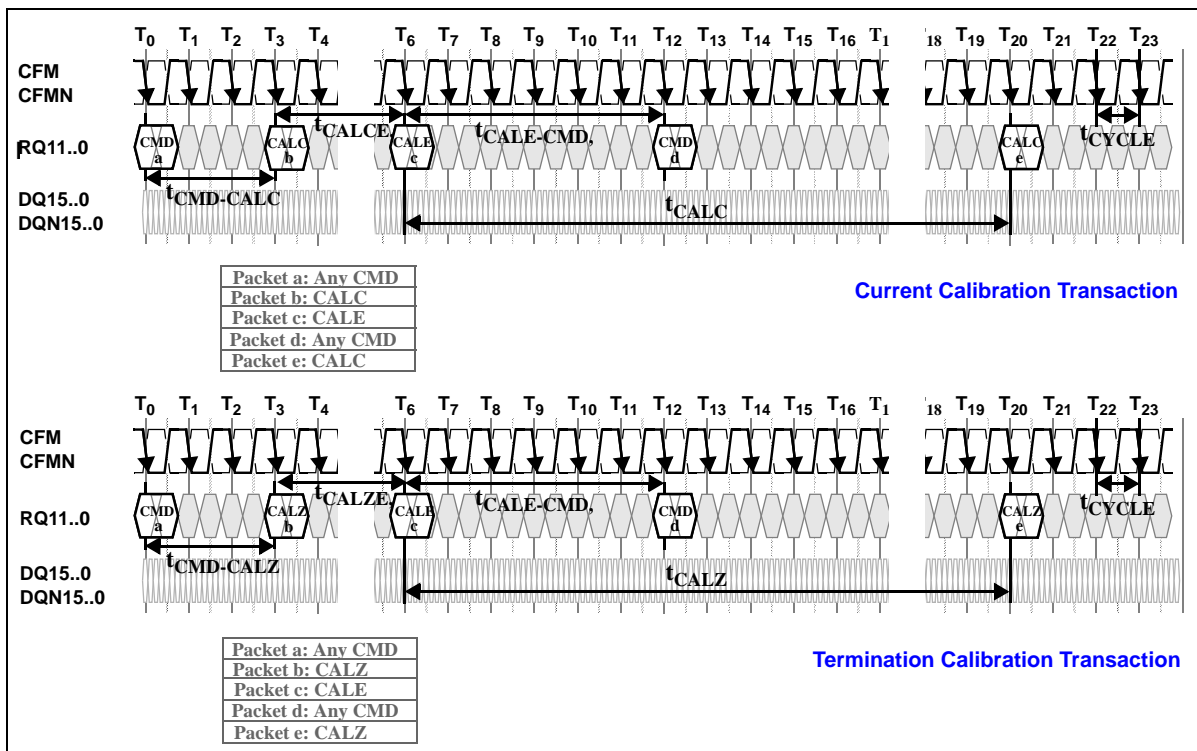 T0 T1 T2 T3 T4 T6 T7 T8 T9 T10 T11 T12 T13 T14 T15 T16 T1 18 T19 T20 T21 T22 T23
CFM
CFMN
tCALCE, tCALE-CMD, tCYCLE
RQ11..0
CMD a CALC b CALE c CMD d CALC e
tCMD-CALC
DQ15..0
DQN15..0
tCALC
Packet a: Any CMD
Packet b: CALC
Packet c: CALE
Packet d: Any CMD
Packet e: CALC
Current Calibration Transaction
T0 T1 T2 T3 T4 T6 T7 T8 T9 T10 T11 T12 T13 T14 T15 T16 T1 18 T19 T20 T21 T22 T23
CFM
CFMN
tCALZE, tCALE-CMD, tCYCLE
RQ11..0
CMD a CALZ b CALE c CMD d CALZ e
tCMD-CALZ
DQ15..0
DQN15..0
tCALZ
Packet a: Any CMD
Packet b: CALZ
Packet c: CALE
Packet d: Any CMD
Packet e: CALZ
Termination Calibration Transaction